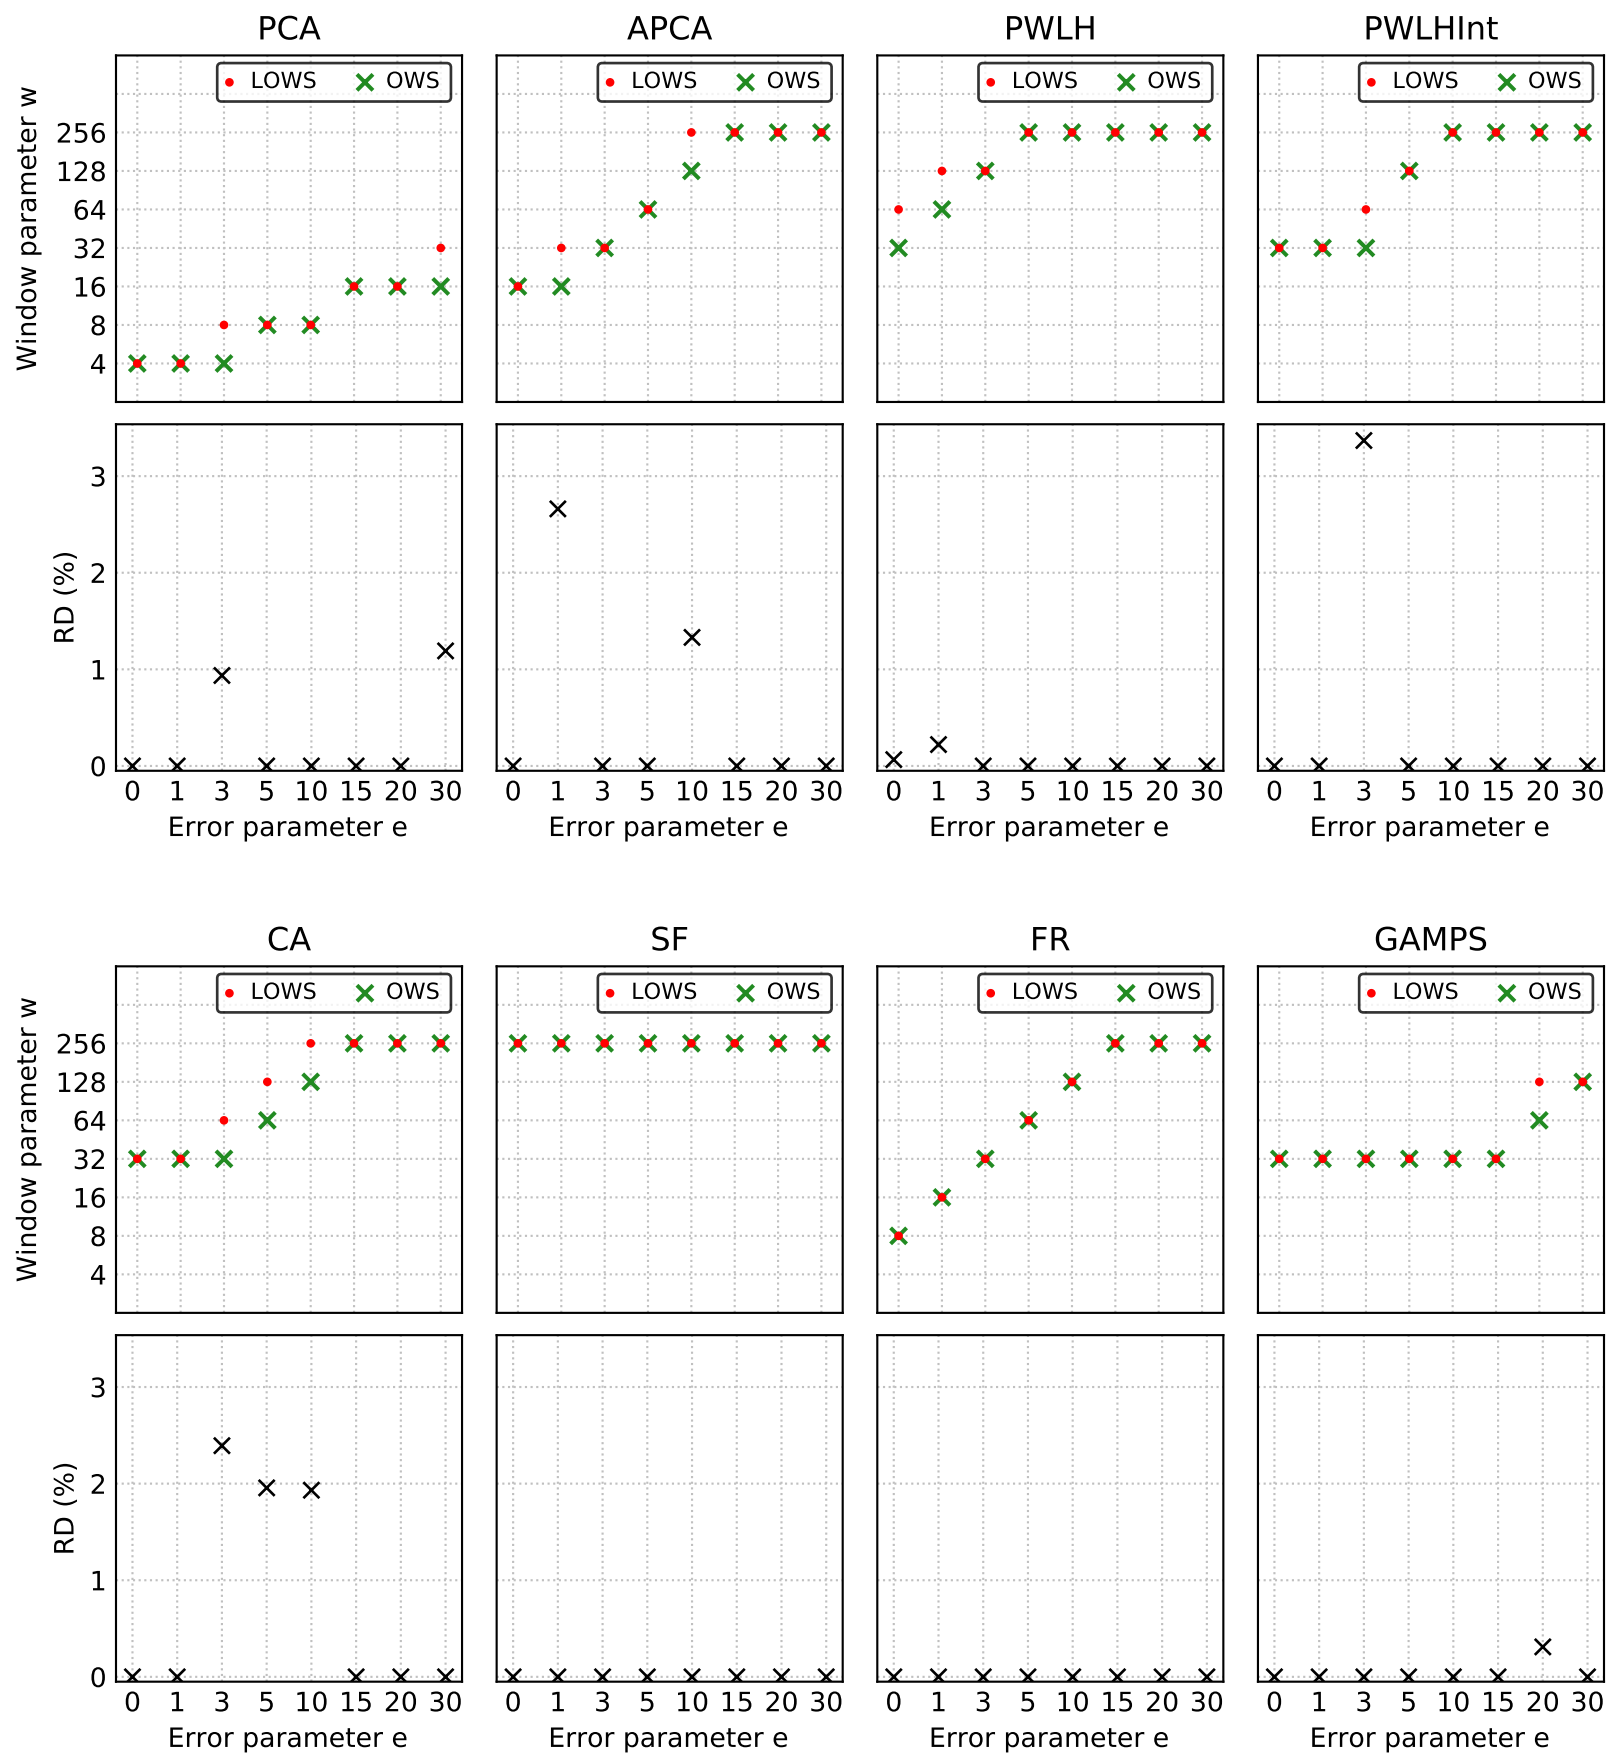 PCA APCA PWLH PWLHInt
LOWS OWS LOWS OWS LOWS OWS LOWS OWS
Window parameter w
256
128
64
32
16
8
4
RD (%)
3
2
1
0
0 1 3 5 10 15 20 30 0 1 3 5 10 15 20 30 0 1 3 5 10 15 20 30 0 1 3 5 10 15 20 30
Error parameter e Error parameter e Error parameter e Error parameter e
CA SF FR GAMPS
LOWS OWS LOWS OWS LOWS OWS LOWS OWS
Window parameter w
256
128
64
32
16
8
4
RD (%)
3
2
1
0
0 1 3 5 10 15 20 30 0 1 3 5 10 15 20 30 0 1 3 5 10 15 20 30 0 1 3 5 10 15 20 30
Error parameter e Error parameter e Error parameter e Error parameter e